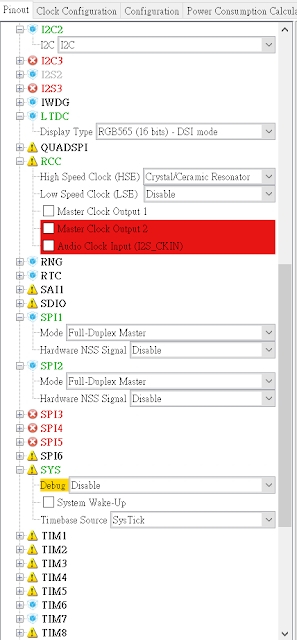 Pinout Clock Configuration Configuration Power Consumption Calcula
I2C2
I2C I2C
I2C3
I2S2
I2S3
IWDG
LTDC
Display Type RGB565 (16 bits) - DSI mode
QUADSPI
RCC
High Speed Clock (HSE) Crystal/Ceramic Resonator
Low Speed Clock (LSE) Disable
Master Clock Output 1
Master Clock Output 2
Audio Clock Input (I2S_CKIN)
RNG
RTC
SAI1
SDIO
SPI1
Mode Full-Duplex Master
Hardware NSS Signal Disable
SPI2
Mode Full-Duplex Master
Hardware NSS Signal Disable
SPI3
SPI4
SPI5
SPI6
SYS
Debug Disable
System Wake-Up
Timebase Source SysTick
TIM1
TIM2
TIM3
TIM4
TIM5
TIM6
TIM7
TIM8